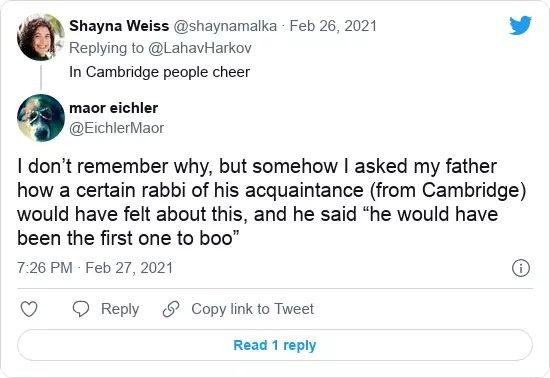 Shayna Weiss @shaynamalka · Feb 26, 2021
Replying to @LahavHarkov
In Cambridge people cheer
maor eichler
@EichlerMaor
I don’t remember why, but somehow I asked my father
how a certain rabbi of his acquaintance (from Cambridge)
would have felt about this, and he said “he would have
been the first one to boo”
7:26 PM · Feb 27, 2021
Reply
Copy link to Tweet
Read 1 reply